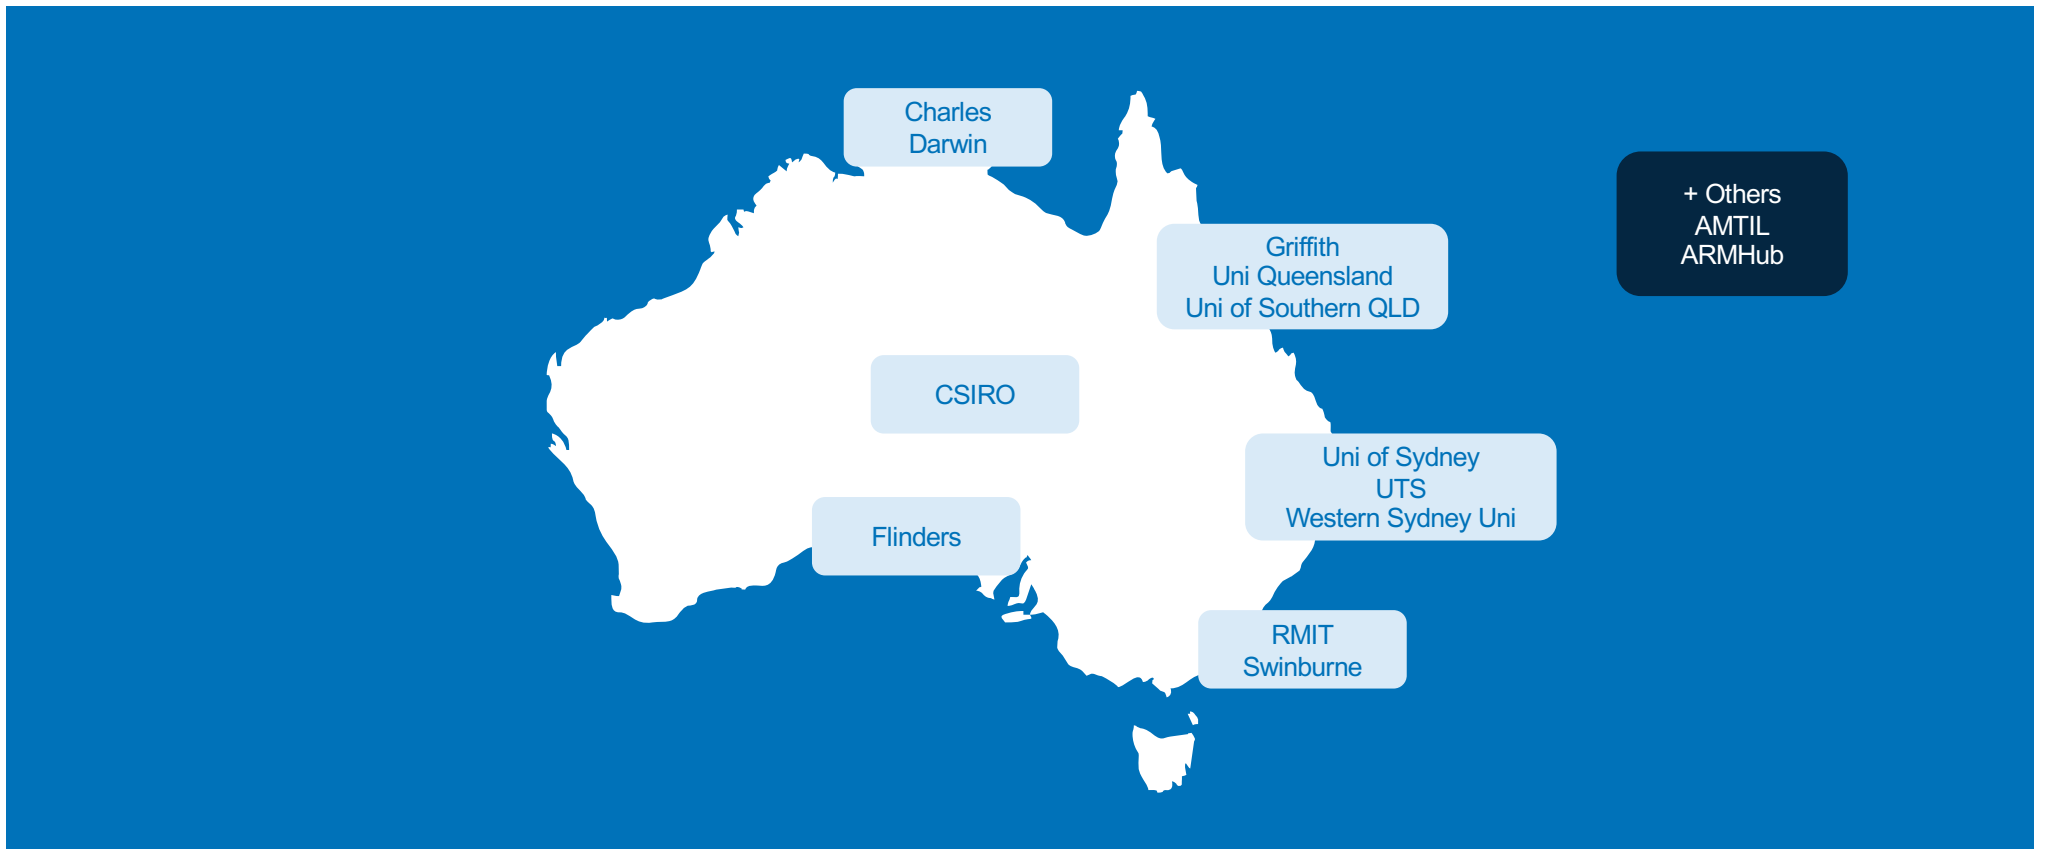 Charles
Darwin
+ Others
AMTIL
ARMHub
Griffith
Uni Queensland
Uni of Southern QLD
CSIRO
Uni of Sydney
UTS
Western Sydney Uni
Flinders
RMIT
Swinburne